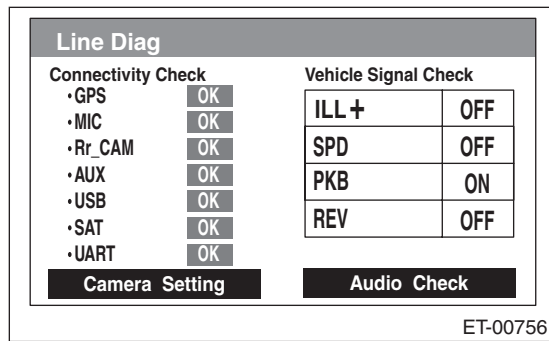 Line Diag
Connectivity Check
・GPS OK
・MIC OK
・Rr_CAM OK
・AUX OK
・USB OK
・SAT OK
・UART OK
Camera Setting
Vehicle Signal Check
ILL+ OFF
SPD OFF
PKB ON
REV OFF
Audio Check
ET-00756